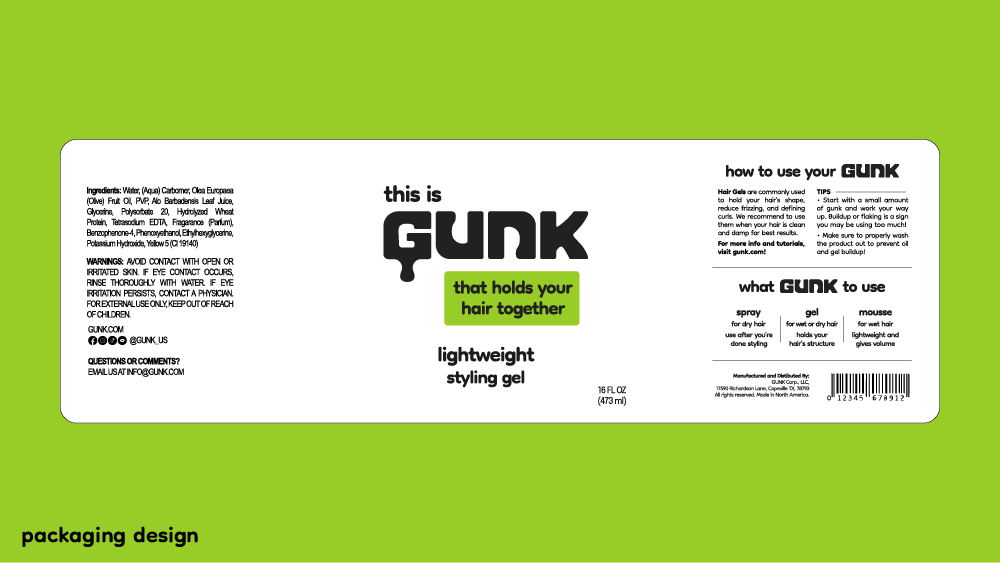 Ingredients: Water, (Aqua) Carbomer, Olea Europaea
(Olive) Fruit Oil, PVP, Alo Barbadensis Leaf Juice,
Glycerine, Polysorbate 20, Hydrolyzed Wheat
Protein, Tetrasodium EDTA, Fragarance (Parfum),
Benzophenone-4, Phenoxyethanol, Ethylhexyglycerine,
Potassium Hydroxide, Yellow 5 (CI 19140)
WARNINGS: AVOID CONTACT WITH OPEN OR
IRRITATED SKIN. IF EYE CONTACT OCCURS,
RINSE THOROUGHLY WITH WATER. IF EYE
IRRITATION PERSISTS, CONTACT A PHYSICIAN.
FOR EXTERNAL USE ONLY, KEEP OUT OF REACH
OF CHILDREN.
GUNK.COM
@GUNK_US
QUESTIONS OR COMMENTS?
EMAIL US AT INFO@GUNK.COM
this is
GUNK
that holds your
hair together
lightweight
styling gel
16 FL OZ
(473 ml)
how to use your GUNK
Hair Gels are commonly used
to hold your hair's shape,
reduce frizzing, and defining
curls. We recommend to use
them when your hair is clean
and damp for best results.
For more info and tutorials,
visit gunk.com!
TIPS
• Start with a small amount
of gunk and work your way
up. Buildup or flaking is a sign
you may be using too much!
• Make sure to properly wash
the product out to prevent oil
and gel buildup!
what GUNK to use
spray
for dry hair
use after you're
done styling
gel
for wet or dry hair
holds your
hair's structure
mousse
for wet hair
lightweight and
gives volume
Manufactured and Distributed By:
GUNK Corp., LLC,
17590 Richardson Lane, Capeville TX, 78793
All rights reserved. Made in North America.
0 12345 678912
packaging design